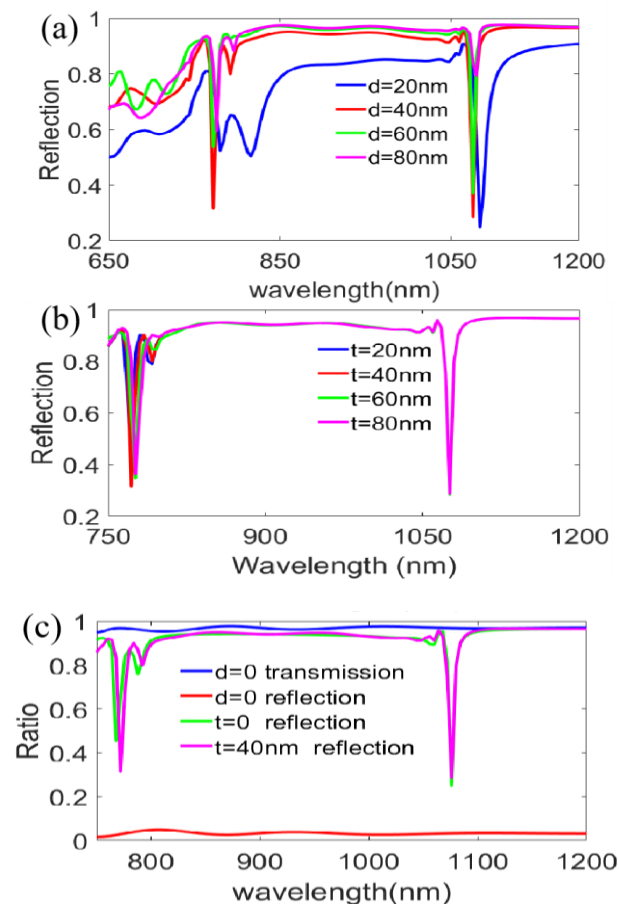 (a)
1
0.8
0.6
0.4
0.2
Reflection
d=20nm
d=40nm
d=60nm
d=80nm
650 850 1050 1200
wavelength(nm)
(b)
1
0.8
0.6
0.4
0.2
Reflection
t=20nm
t=40nm
t=60nm
t=80nm
750 900 1050 1200
Wavelength (nm)
(c)
1
0.8
0.6
0.4
0.2
0
Ratio
d=0 transmission
d=0 reflection
t=0 reflection
t=40nm reflection
800 900 1000 1100 1200
wavelength(nm)